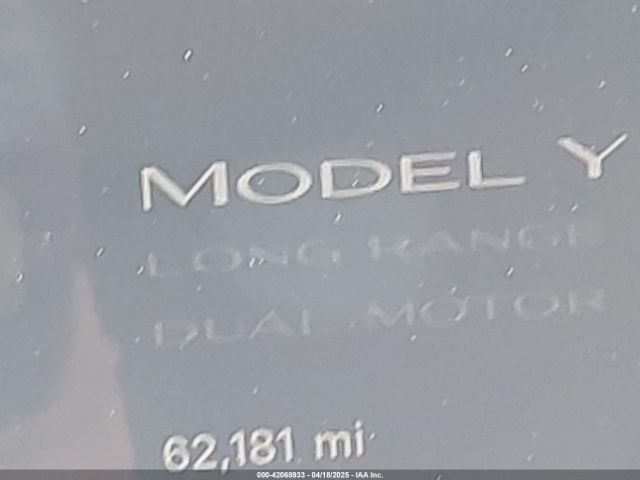 MODEL Y
LONG RANGE
DUAL MOTOR
62,181 mi
000-42068933 - 04/18/2025 - IAA Inc.